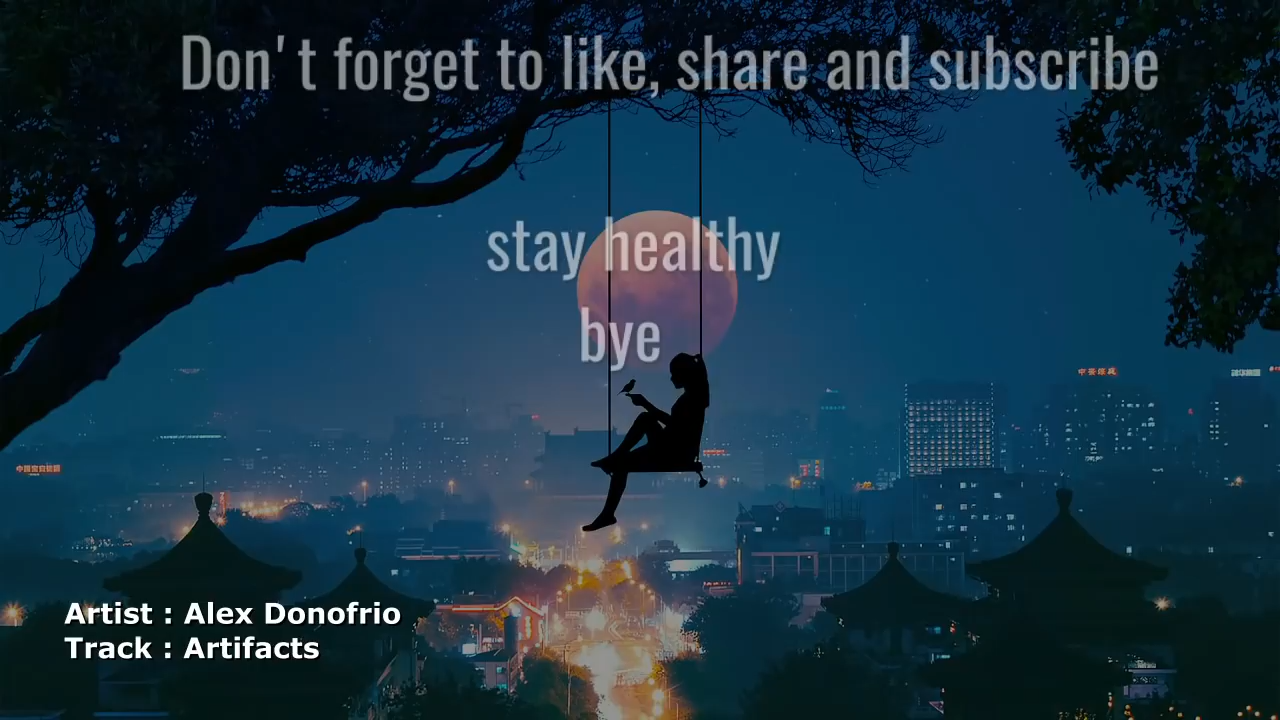 Don't forget to like, share and subscribe
stay healthy
bye
Artist : Alex Donofrio
Track : Artifacts